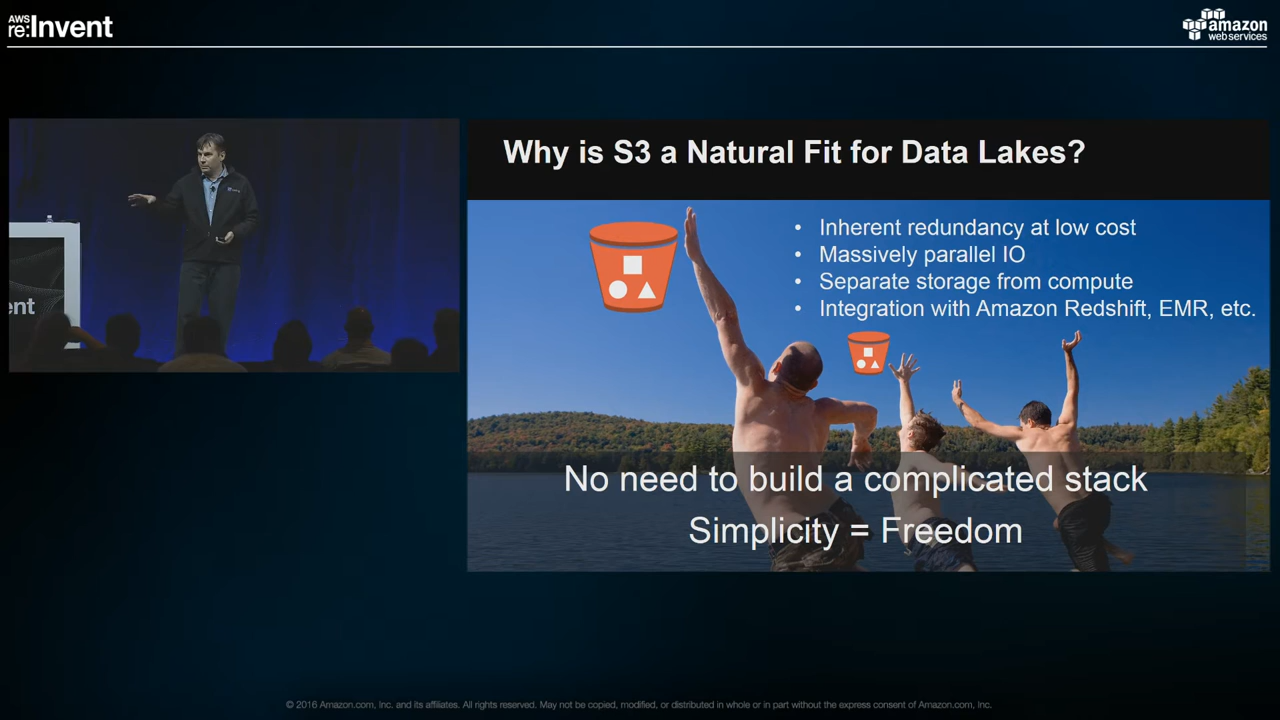 AWS
re:Invent
amazon
web services
Why is S3 a Natural Fit for Data Lakes?
• Inherent redundancy at low cost
• Massively parallel IO
• Separate storage from compute
• Integration with Amazon Redshift, EMR, etc.
ent
No need to build a complicated stack
Simplicity = Freedom
© 2016 Amazon.com, Inc. and its affiliates. All rights reserved. May not be copied, modified, or distributed in whole or in part without the express consent of Amazon.com, Inc.